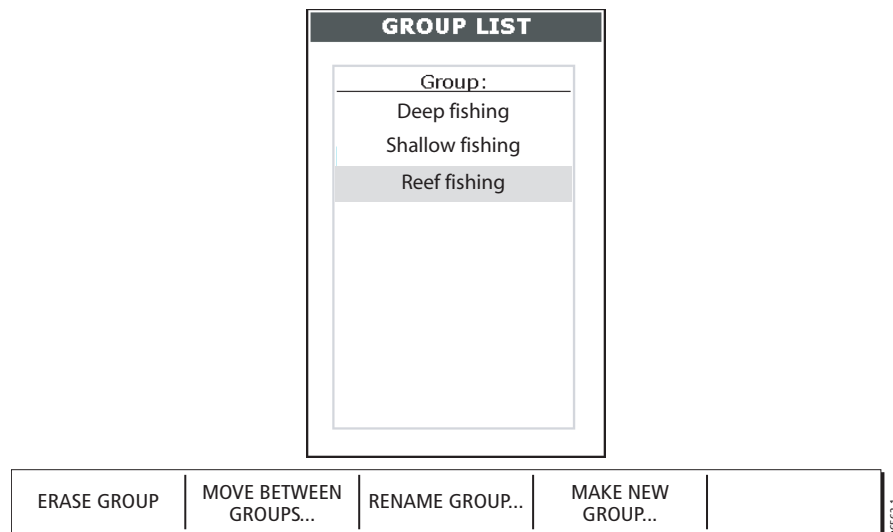 GROUP LIST
Group:
Deep fishing
Shallow fishing
Reef fishing
ERASE GROUP
MOVE BETWEEN
GROUPS...
RENAME GROUP...
MAKE NEW
GROUP...